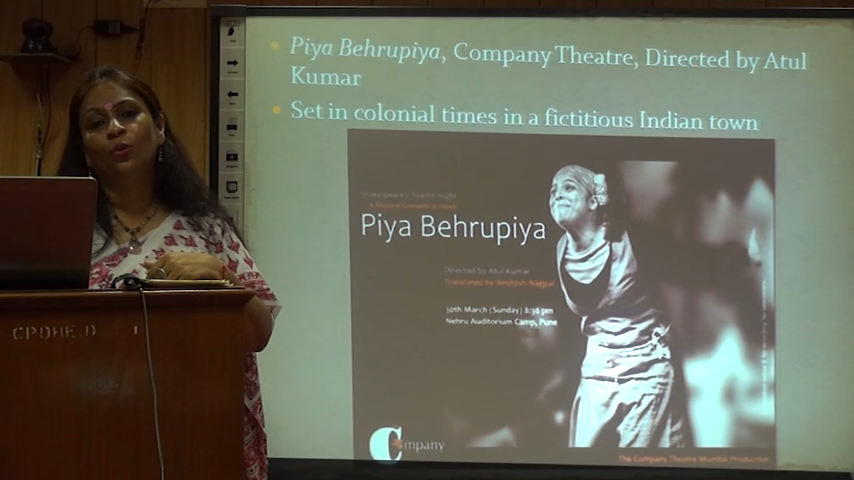 Piya Behrupiya, Company Theatre, Directed by Atul
Kumar
Set in colonial times in a fictitious Indian town
Shakespeare's Twelfth Night
A Musical Comedy in Hindi
Piya Behrupiya
Directed by Atul Kumar
Translated by Amitosh Nagpal
30th March (Sunday) 8:30 pm
Nehru Auditorium Camp, Pune
Company
The Company Theatre Mumbai Production
CPDHE.D 1